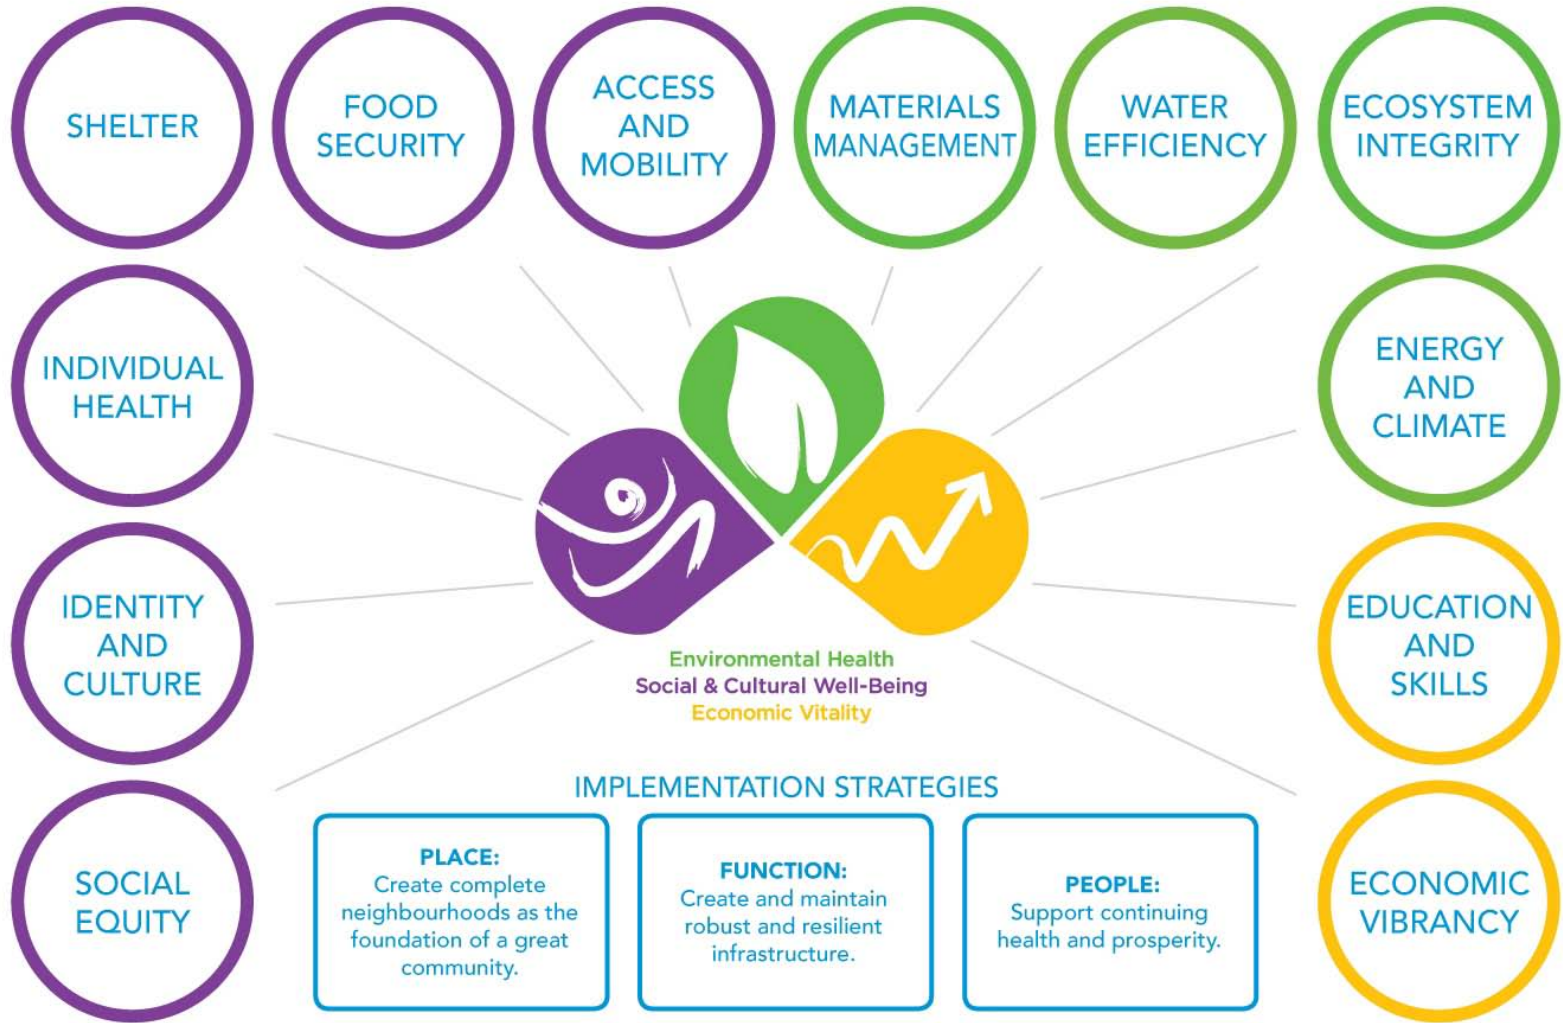 SHELTER
FOOD
SECURITY
ACCESS
AND
MOBILITY
MATERIALS
MANAGEMENT
WATER
EFFICIENCY
ECOSYSTEM
INTEGRITY
INDIVIDUAL
HEALTH
ENERGY
AND
CLIMATE
IDENTITY
AND
CULTURE
EDUCATION
AND
SKILLS
Environmental Health
Social & Cultural Well-Being
Economic Vitality
SOCIAL
EQUITY
ECONOMIC
VIBRANCY
IMPLEMENTATION STRATEGIES
PLACE:
Create complete
neighbourhoods as the
foundation of a great
community.
FUNCTION:
Create and maintain
robust and resilient
infrastructure.
PEOPLE:
Support continuing
health and prosperity.